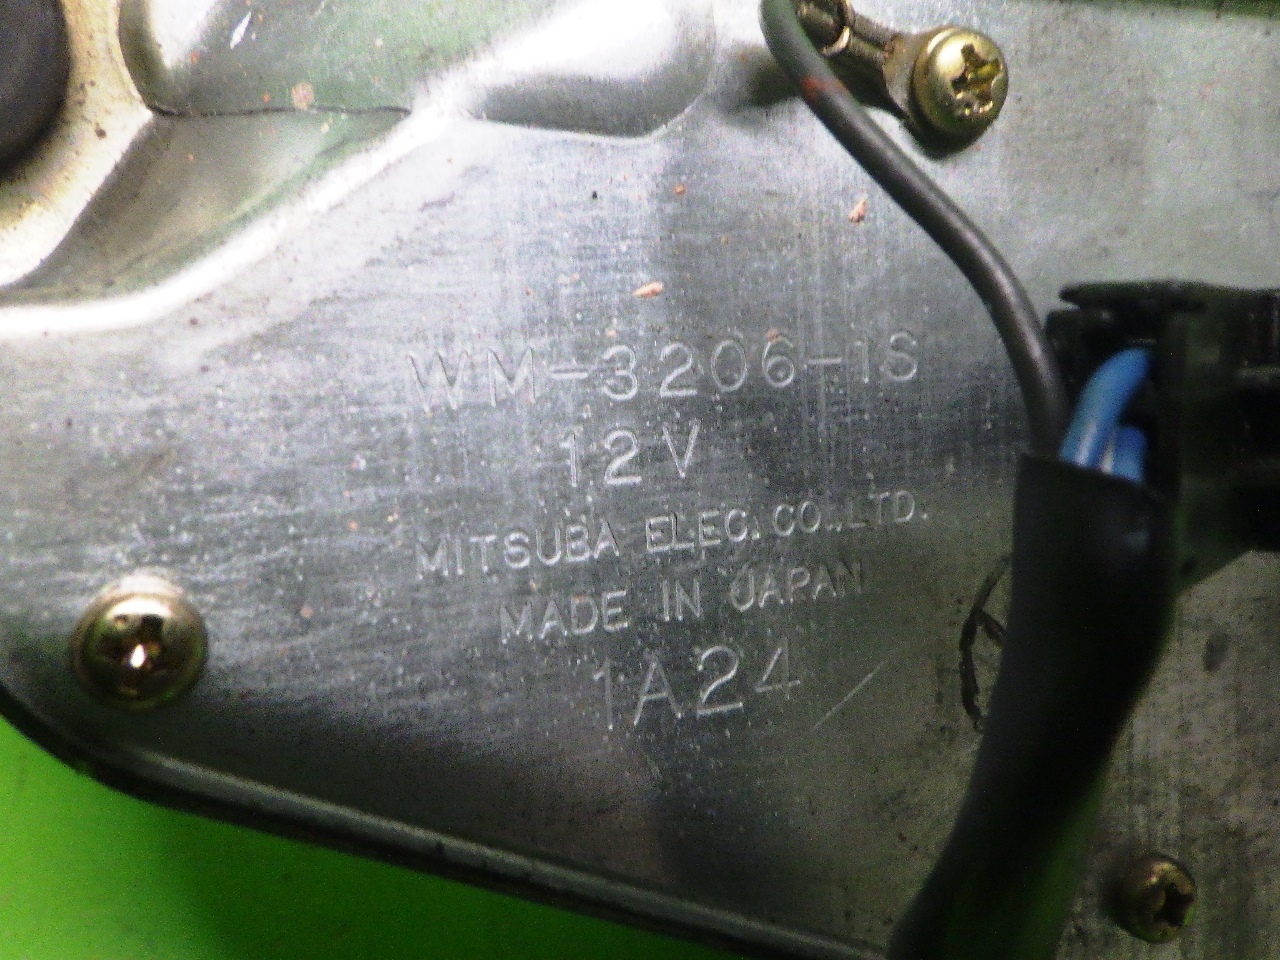 WM-3206-1S
12V
MITSUBA ELEC. CO., LTD.
MADE IN JAPAN
1A24